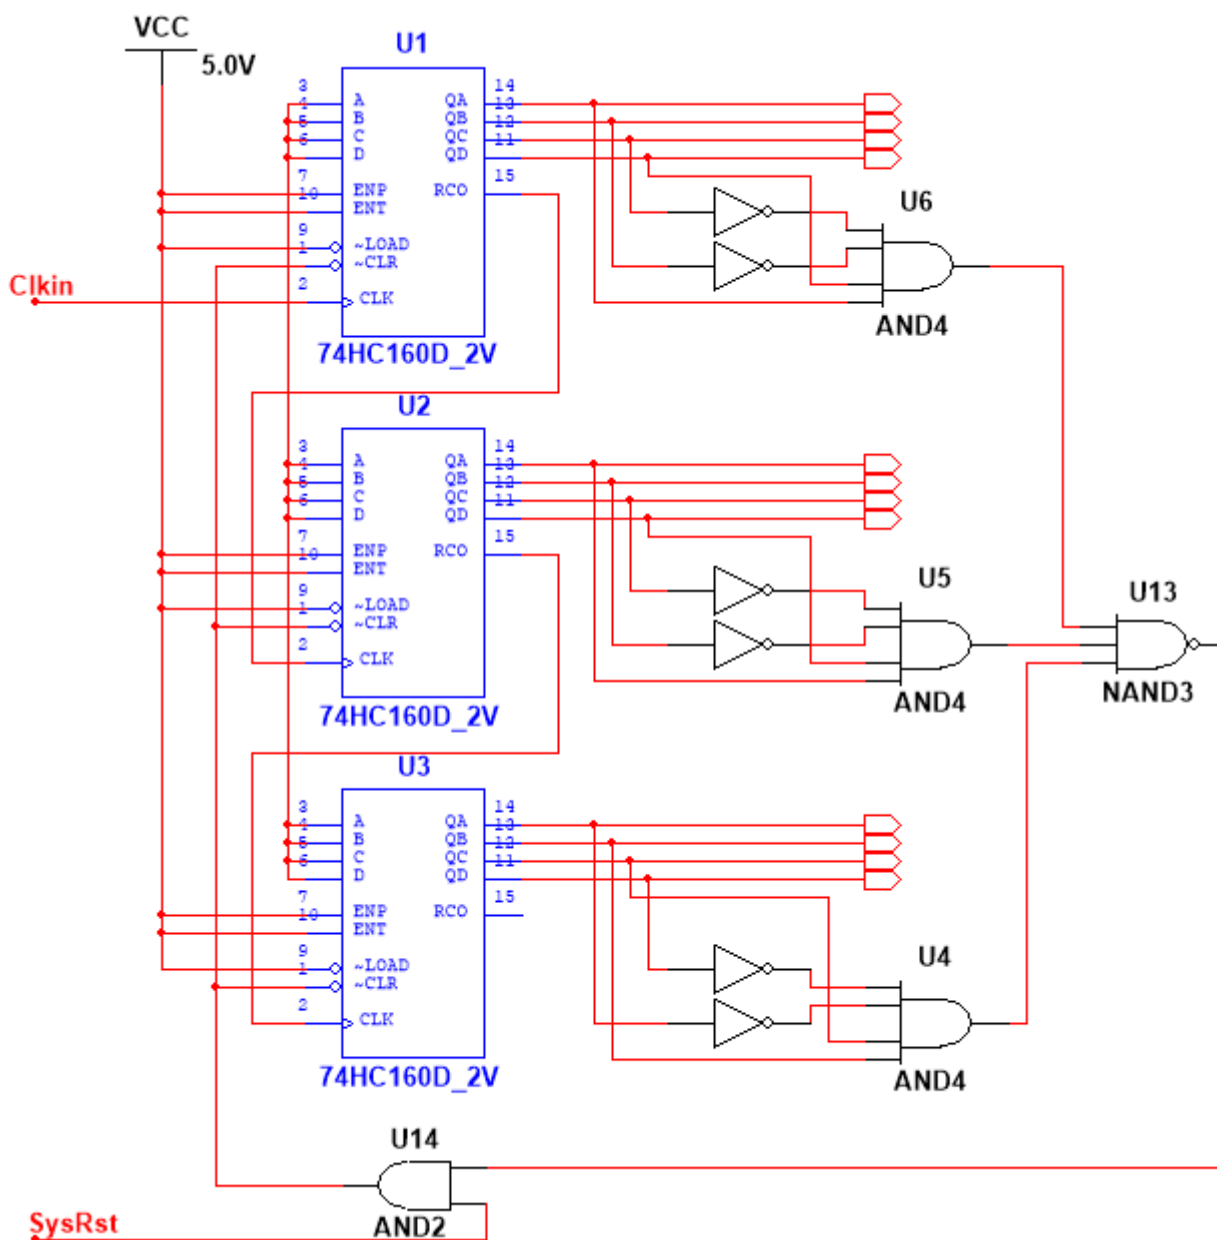 VCC
5.0V
U1
3
4
5
6
7
10
9
1
2
A
B
C
D
ENP
ENT
~LOAD
~CLR
CLK
QA
QB
QC
QD
RCO
14
13
12
11
15
74HC160D_2V
Clkin
U6
AND4
U2
3
4
5
6
7
10
9
1
2
A
B
C
D
ENP
ENT
~LOAD
~CLR
CLK
QA
QB
QC
QD
RCO
14
13
12
11
15
74HC160D_2V
U5
AND4
U13
NAND3
U3
3
4
5
6
7
10
9
1
2
A
B
C
D
ENP
ENT
~LOAD
~CLR
CLK
QA
QB
QC
QD
RCO
14
13
12
11
15
74HC160D_2V
U4
AND4
U14
AND2
SysRst